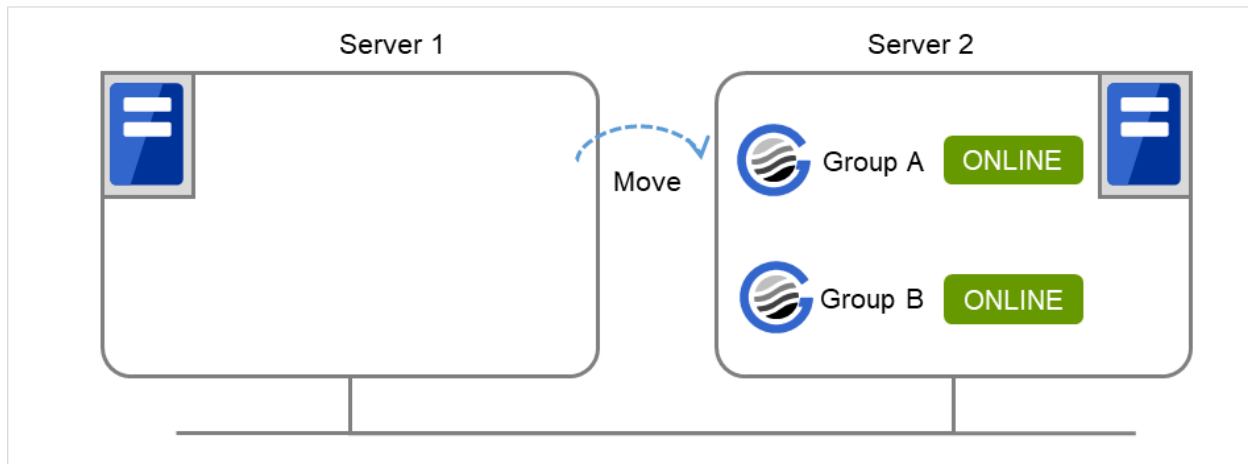 Server 1
Server 2
Move
Group A ONLINE
Group B ONLINE